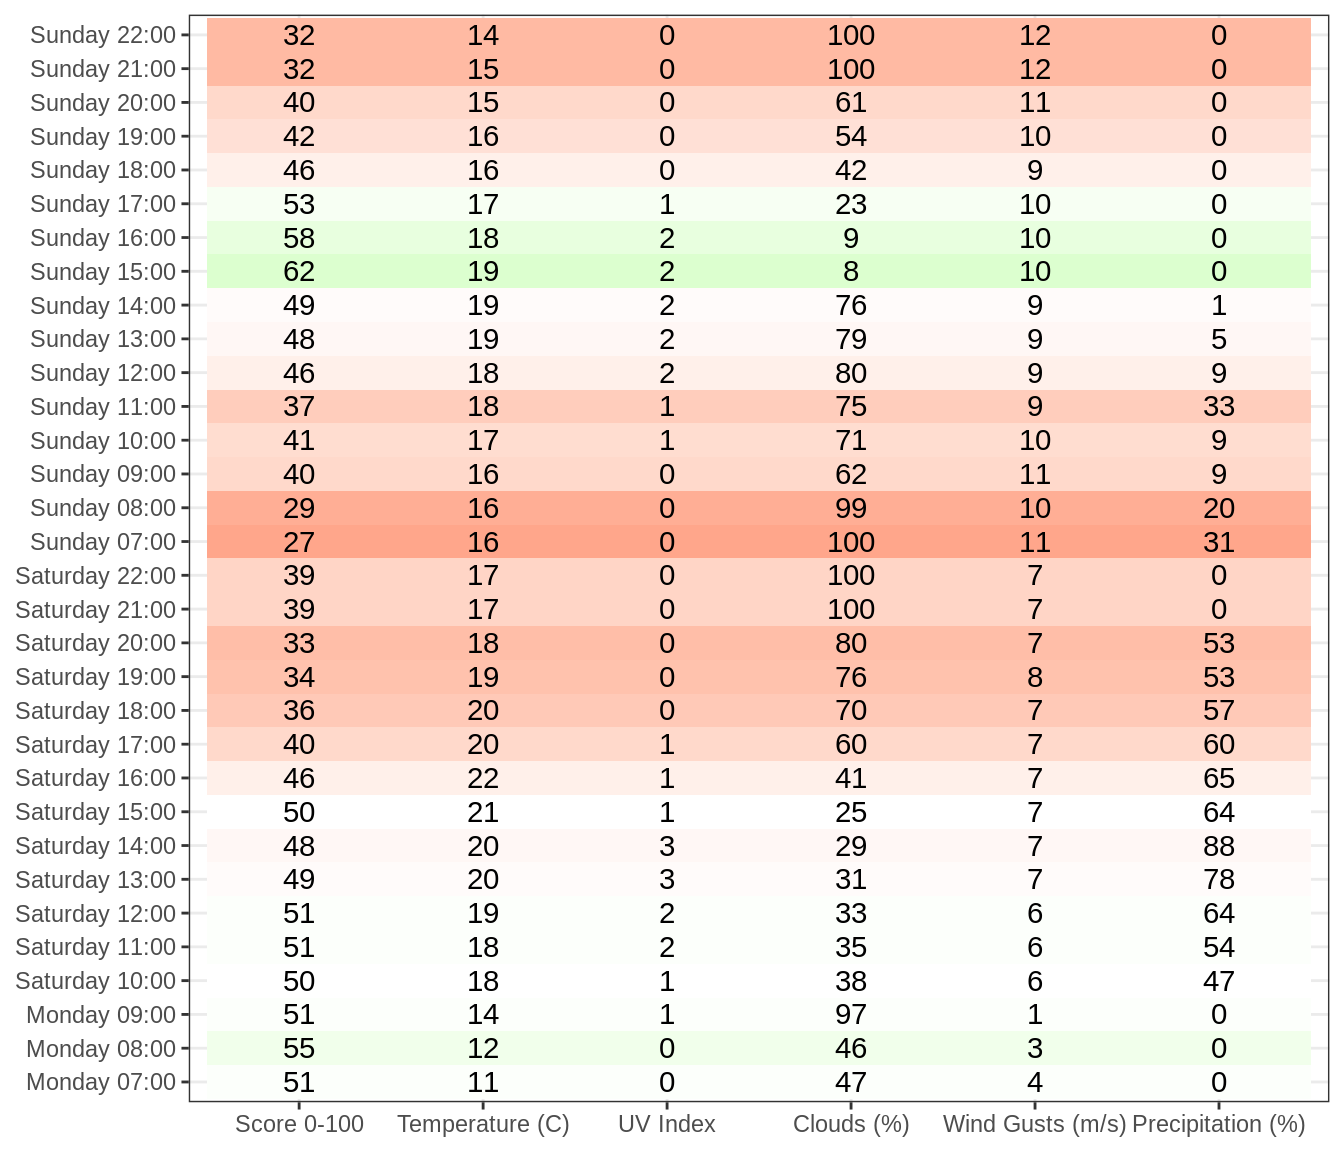 Sunday 22:00 32 14 0 100 12 0
Sunday 21:00 32 15 0 100 12 0
Sunday 20:00 40 15 0 61 11 0
Sunday 19:00 42 16 0 54 10 0
Sunday 18:00 46 16 0 42 9 0
Sunday 17:00 53 17 1 23 10 0
Sunday 16:00 58 18 2 9 10 0
Sunday 15:00 62 19 2 8 10 0
Sunday 14:00 49 19 2 76 9 1
Sunday 13:00 48 19 2 79 9 5
Sunday 12:00 46 18 2 80 9 9
Sunday 11:00 37 18 1 75 9 33
Sunday 10:00 41 17 1 71 10 9
Sunday 09:00 40 16 0 62 11 9
Sunday 08:00 29 16 0 99 10 20
Sunday 07:00 27 16 0 100 11 31
Saturday 22:00 39 17 0 100 7 0
Saturday 21:00 39 17 0 100 7 0
Saturday 20:00 33 18 0 80 7 53
Saturday 19:00 34 19 0 76 8 53
Saturday 18:00 36 20 0 70 7 57
Saturday 17:00 40 20 1 60 7 60
Saturday 16:00 46 22 1 41 7 65
Saturday 15:00 50 21 1 25 7 64
Saturday 14:00 48 20 3 29 7 88
Saturday 13:00 49 20 3 31 7 78
Saturday 12:00 51 19 2 33 6 64
Saturday 11:00 51 18 2 35 6 54
Saturday 10:00 50 18 1 38 6 47
Monday 09:00 51 14 1 97 1 0
Monday 08:00 55 12 0 46 3 0
Monday 07:00 51 11 0 47 4 0
Score 0-100 Temperature (C) UV Index Clouds (%) Wind Gusts (m/s) Precipitation (%)